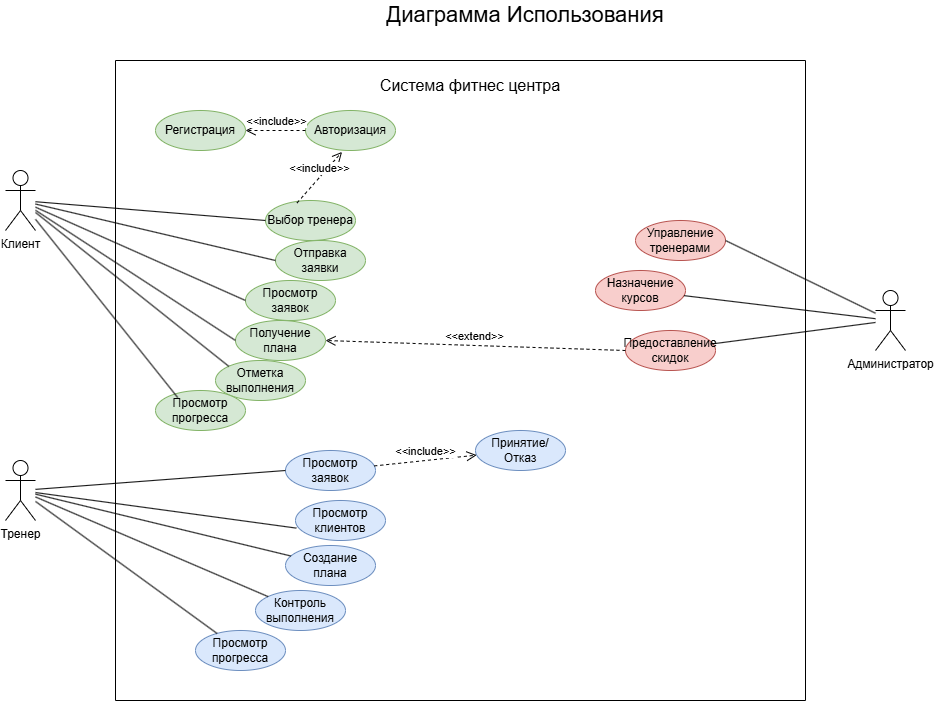 Диаграмма Использования
Система фитнес центра
Регистрация
<<include>>
Авторизация
<<include>>
Клиент
Выбор тренера
Отправка
заявки
Просмотр
заявок
Получение
плана
Отметка
выполнения
Просмотр
прогресса
<<extend>>
Управление
тренерами
Назначение
курсов
Предоставление
скидок
Администратор
Тренер
Просмотр
заявок
<<include>>
Принятие/
Отказ
Просмотр
клиентов
Создание
плана
Контроль
выполнения
Просмотр
прогресса